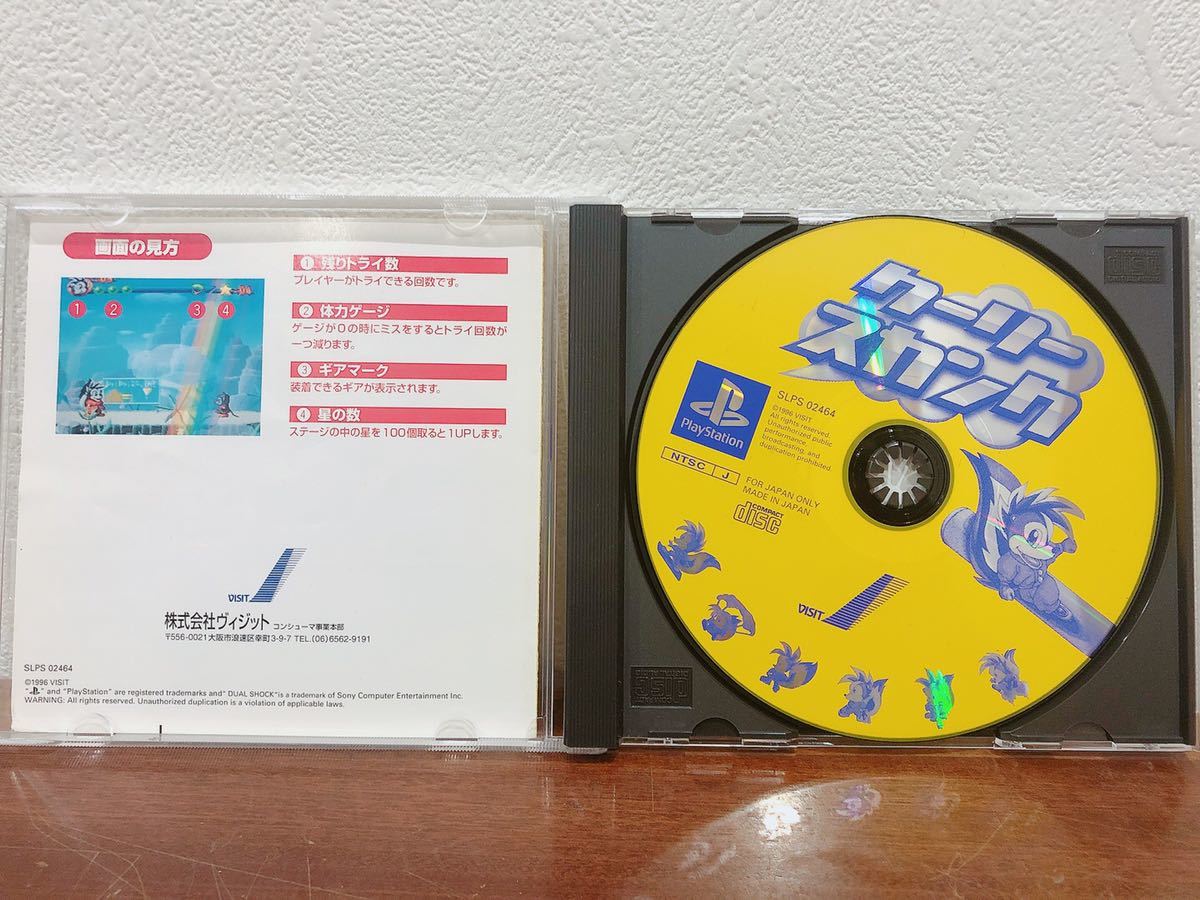 画面の見方
1 2 3 4
① 残りトライ数
プレイヤーがトライできる回数です。
② 体力ゲージ
ゲージが0の時にミスをするとトライ回数が
一つ減ります。
③ ギアマーク
装着できるギアが表示されます。
④ 星の数
ステージの中の星を100個取ると1UPします。
VISIT
株式会社ヴィジット コンシューマ事業本部
〒556-0021大阪市浪速区幸町3-9-7 TEL.(06)6562-9191
SLPS 02464
©1996 VISIT
" " and "PlayStation" are registered trademarks and" DUAL SHOCK"is a trademark of Sony Computer Entertainment Inc.
WARNING: All rights reserved. Unauthorized duplication is a violation of applicable laws.
ウーリー
スカンク
PlayStation
SLPS 02464
©1996 VISIT
All rights reserved.
Unauthorized public
performance,
broadcasting, and
duplication prohibited.
NTSC J
FOR JAPAN ONLY
MADE IN JAPAN
COMPACT
disc
VISIT